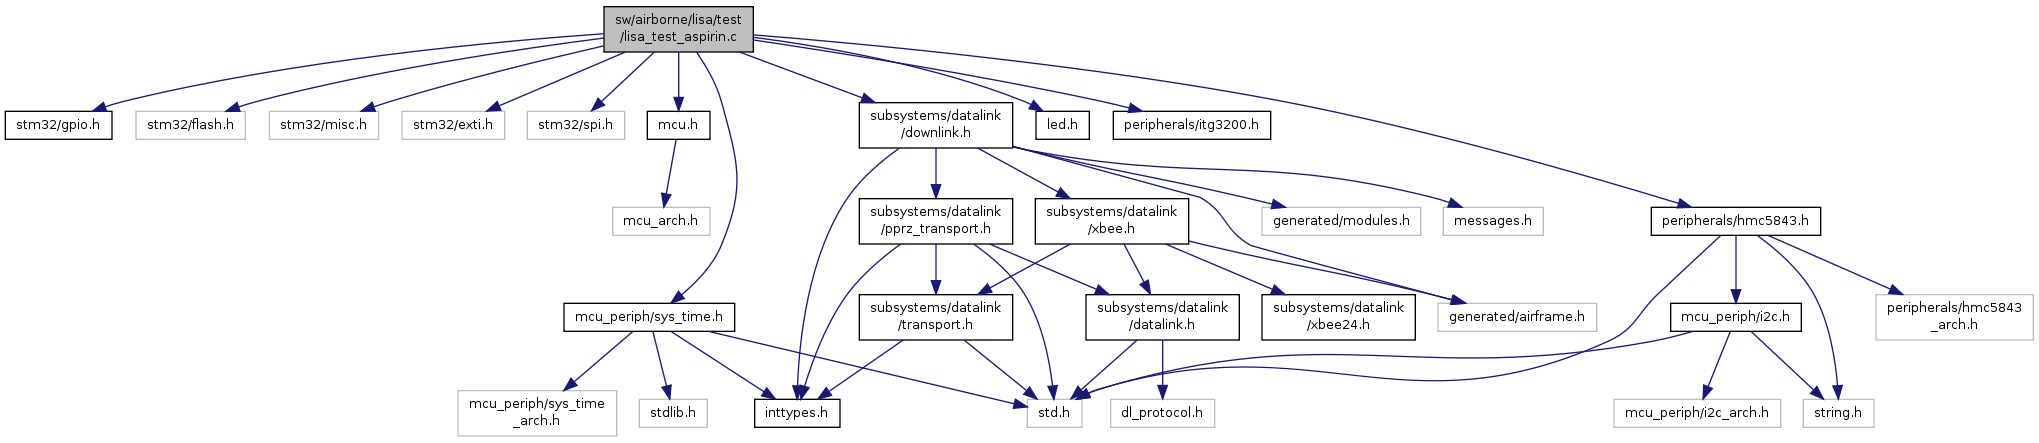 sw/airborne/lisa/test
/lisa_test_aspirin.c
stm32/gpio.h
stm32/flash.h
stm32/misc.h
stm32/exti.h
stm32/spi.h
mcu.h
subsystems/datalink
/downlink.h
led.h
peripherals/itg3200.h
mcu_arch.h
subsystems/datalink
/pprz_transport.h
subsystems/datalink
/xbee.h
generated/modules.h
messages.h
peripherals/hmc5843.h
mcu_periph/sys_time.h
subsystems/datalink
/transport.h
subsystems/datalink
/datalink.h
subsystems/datalink
/xbee24.h
generated/airframe.h
mcu_periph/i2c.h
peripherals/hmc5843
_arch.h
mcu_periph/sys_time
_arch.h
stdlib.h
inttypes.h
std.h
dl_protocol.h
mcu_periph/i2c_arch.h
string.h